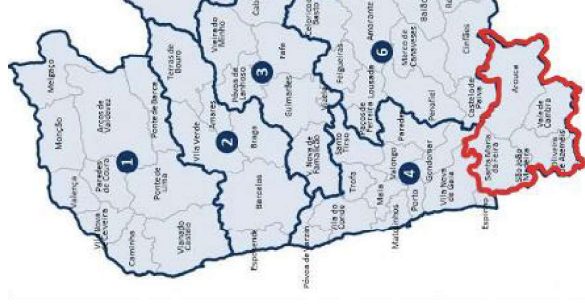 Melgaço
Monção
Arcos de
Valdevez
Valença
Paredes
de Coura
Vila Nova
de Cerveira
Caminha
1
Ponte da Barca
Ponte de
Lima
Viana do
Castelo
Terras de
Bouro
Vieira do
Minho
Vila Verde
Amares
2
Braga
Barcelos
Esposende
Póvoa de
Lanhoso
3
Guimarães
Vila Nova de
Famalicão
Póvoa de Varzim
Vila do
Conde
Trofa
Santo
Tirso
Maia
Matosinhos
Valongo
Porto
4
Gondomar
Vila Nova
de Gaia
Espinho
Paredes
Paços de
Ferreira
Lousada
Penafiel
Felgueiras
Celorico de
Basto
Amarante
6
Marco de
Canaveses
Baião
Cinfães
Castelo de
Paiva
Arouca
Santa Maria
da Feira
São João
Madeira
Vale de
Cambra
Oliveira
de Azeméis